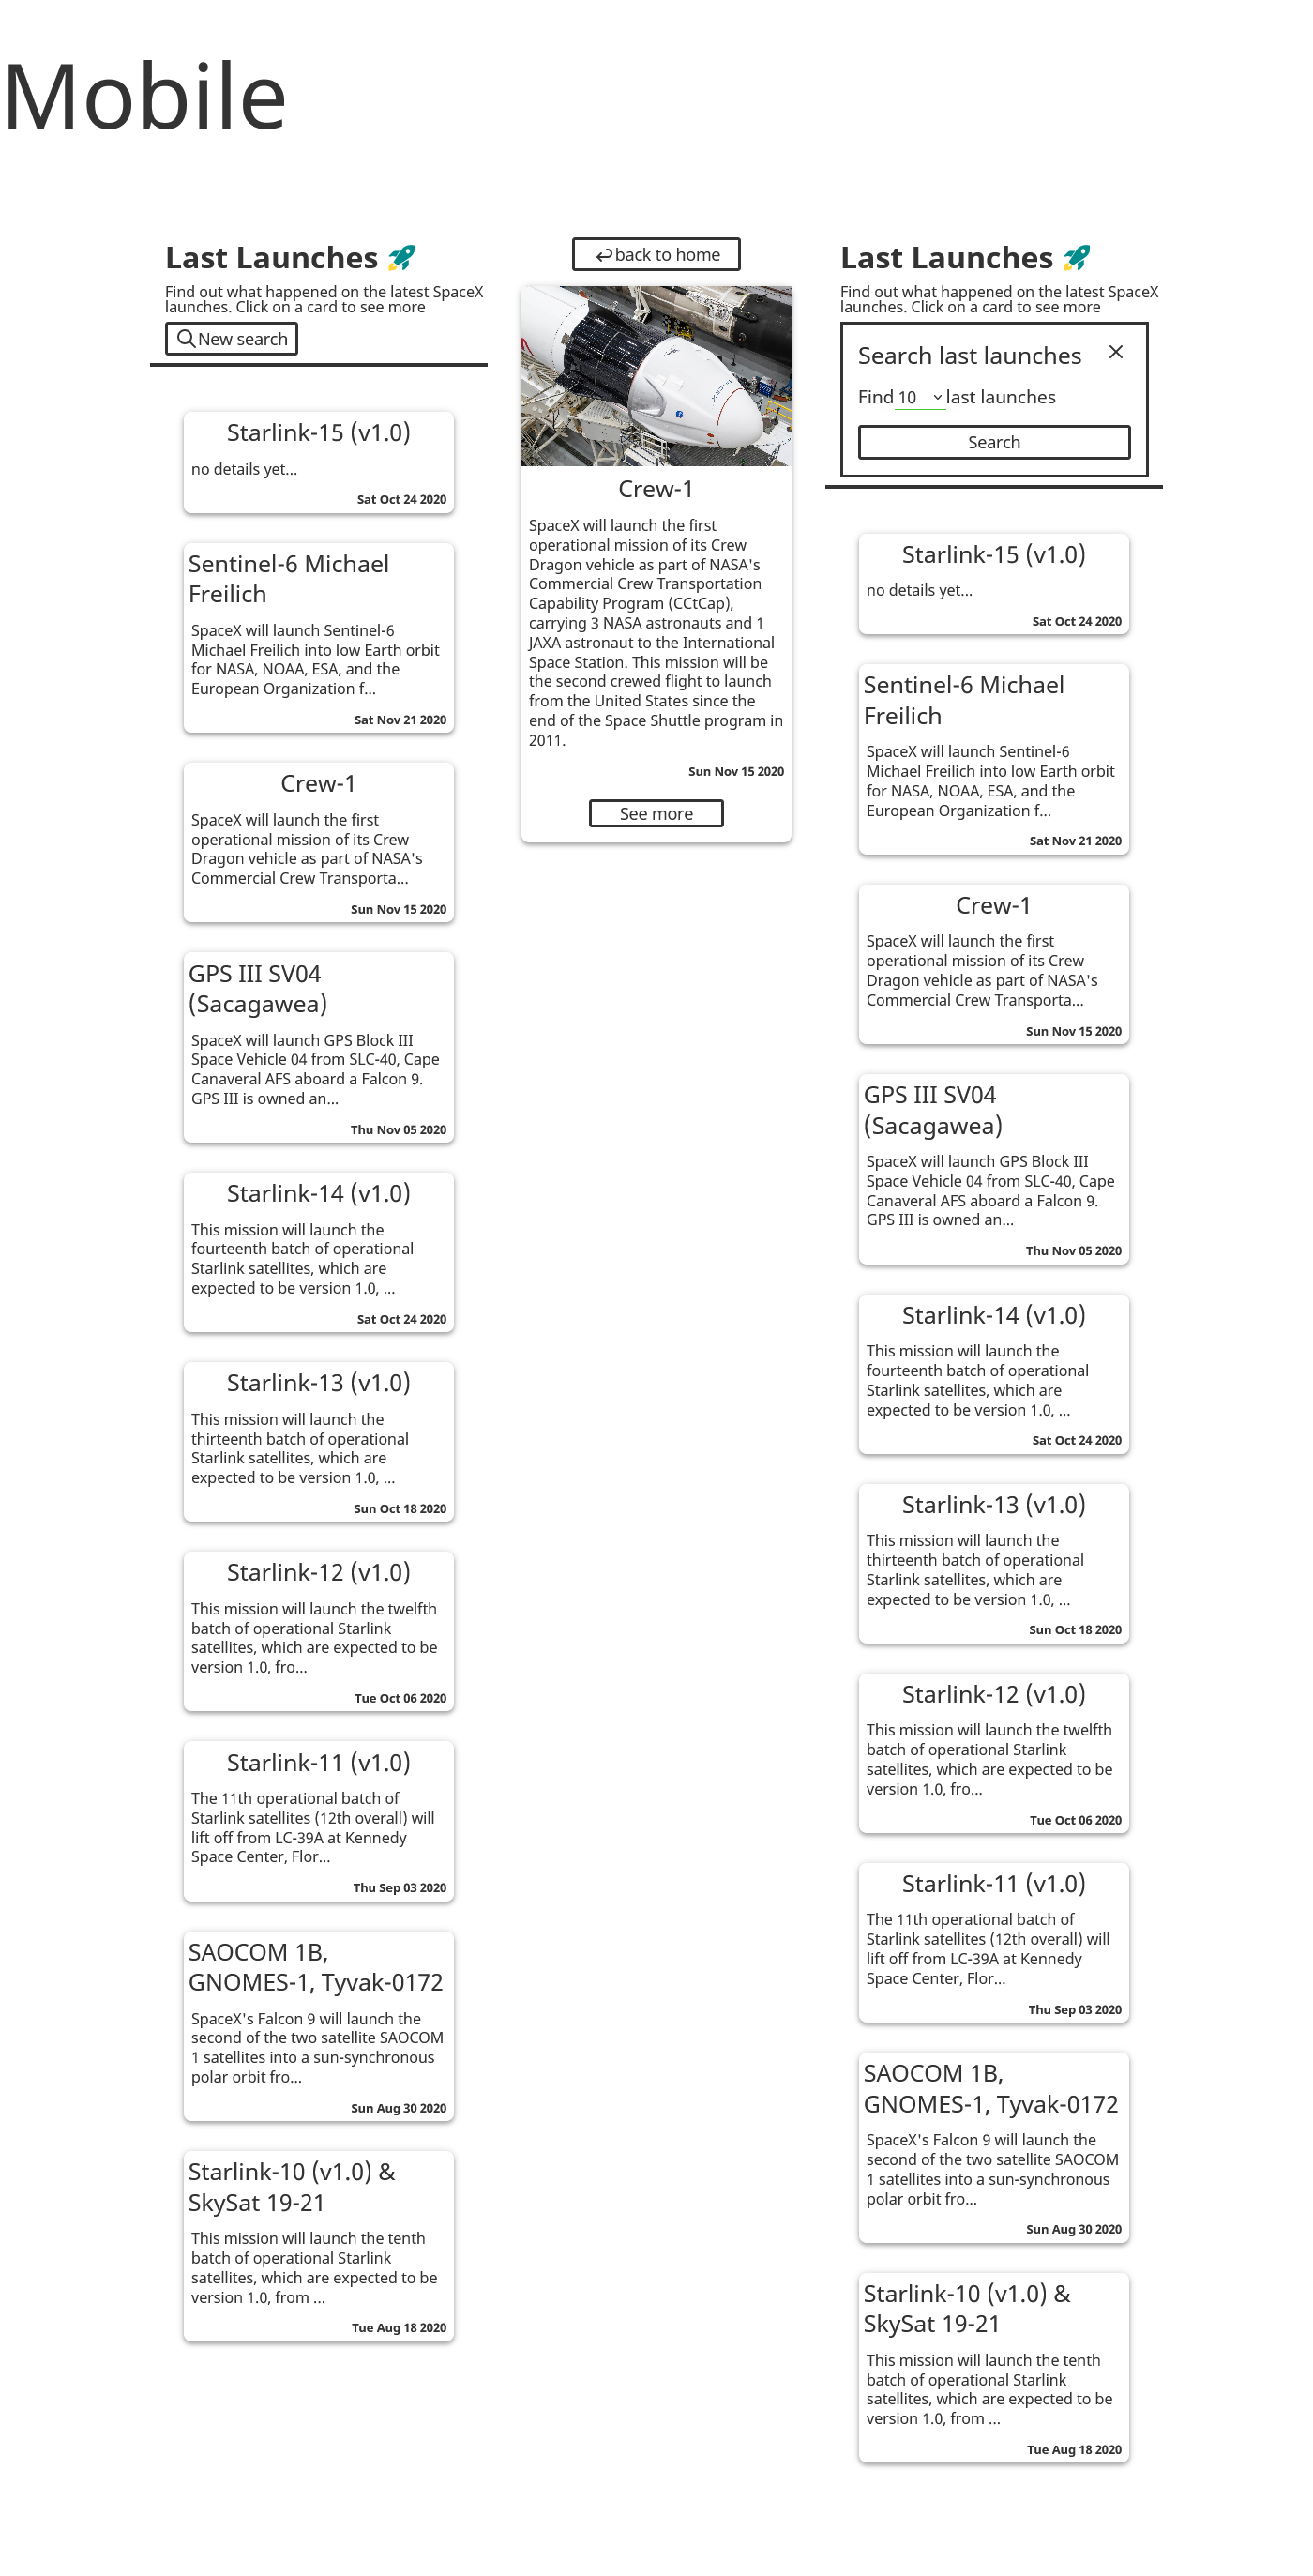 Mobile
Last Launches
Find out what happened on the latest SpaceX
launches. Click on a card to see more
New search
Starlink-15 (v1.0)
no details yet...
Sat Oct 24 2020
Sentinel-6 Michael
Freilich
SpaceX will launch Sentinel-6
Michael Freilich into low Earth orbit
for NASA, NOAA, ESA, and the
European Organization f...
Sat Nov 21 2020
Crew-1
SpaceX will launch the first
operational mission of its Crew
Dragon vehicle as part of NASA's
Commercial Crew Transporta...
Sun Nov 15 2020
GPS III SV04
(Sacagawea)
SpaceX will launch GPS Block III
Space Vehicle 04 from SLC-40, Cape
Canaveral AFS aboard a Falcon 9.
GPS III is owned an...
Thu Nov 05 2020
Starlink-14 (v1.0)
This mission will launch the
fourteenth batch of operational
Starlink satellites, which are
expected to be version 1.0, ...
Sat Oct 24 2020
Starlink-13 (v1.0)
This mission will launch the
thirteenth batch of operational
Starlink satellites, which are
expected to be version 1.0, ...
Sun Oct 18 2020
Starlink-12 (v1.0)
This mission will launch the twelfth
batch of operational Starlink
satellites, which are expected to be
version 1.0, fro...
Tue Oct 06 2020
Starlink-11 (v1.0)
The 11th operational batch of
Starlink satellites (12th overall) will
lift off from LC-39A at Kennedy
Space Center, Flor...
Thu Sep 03 2020
SAOCOM 1B,
GNOMES-1, Tyvak-0172
SpaceX's Falcon 9 will launch the
second of the two satellite SAOCOM
1 satellites into a sun-synchronous
polar orbit fro...
Sun Aug 30 2020
Starlink-10 (v1.0) &
SkySat 19-21
This mission will launch the tenth
batch of operational Starlink
satellites, which are expected to be
version 1.0, from ...
Tue Aug 18 2020
back to home
Crew-1
SpaceX will launch the first
operational mission of its Crew
Dragon vehicle as part of NASA's
Commercial Crew Transportation
Capability Program (CCtCap),
carrying 3 NASA astronauts and 1
JAXA astronaut to the International
Space Station. This mission will be
the second crewed flight to launch
from the United States since the
end of the Space Shuttle program in
2011.
Sun Nov 15 2020
See more
Last Launches
Find out what happened on the latest SpaceX
launches. Click on a card to see more
Search last launches
Find 10 last launches
Search
Starlink-15 (v1.0)
no details yet...
Sat Oct 24 2020
Sentinel-6 Michael
Freilich
SpaceX will launch Sentinel-6
Michael Freilich into low Earth orbit
for NASA, NOAA, ESA, and the
European Organization f...
Sat Nov 21 2020
Crew-1
SpaceX will launch the first
operational mission of its Crew
Dragon vehicle as part of NASA's
Commercial Crew Transporta...
Sun Nov 15 2020
GPS III SV04
(Sacagawea)
SpaceX will launch GPS Block III
Space Vehicle 04 from SLC-40, Cape
Canaveral AFS aboard a Falcon 9.
GPS III is owned an...
Thu Nov 05 2020
Starlink-14 (v1.0)
This mission will launch the
fourteenth batch of operational
Starlink satellites, which are
expected to be version 1.0, ...
Sat Oct 24 2020
Starlink-13 (v1.0)
This mission will launch the
thirteenth batch of operational
Starlink satellites, which are
expected to be version 1.0, ...
Sun Oct 18 2020
Starlink-12 (v1.0)
This mission will launch the twelfth
batch of operational Starlink
satellites, which are expected to be
version 1.0, fro...
Tue Oct 06 2020
Starlink-11 (v1.0)
The 11th operational batch of
Starlink satellites (12th overall) will
lift off from LC-39A at Kennedy
Space Center, Flor...
Thu Sep 03 2020
SAOCOM 1B,
GNOMES-1, Tyvak-0172
SpaceX's Falcon 9 will launch the
second of the two satellite SAOCOM
1 satellites into a sun-synchronous
polar orbit fro...
Sun Aug 30 2020
Starlink-10 (v1.0) &
SkySat 19-21
This mission will launch the tenth
batch of operational Starlink
satellites, which are expected to be
version 1.0, from ...
Tue Aug 18 2020